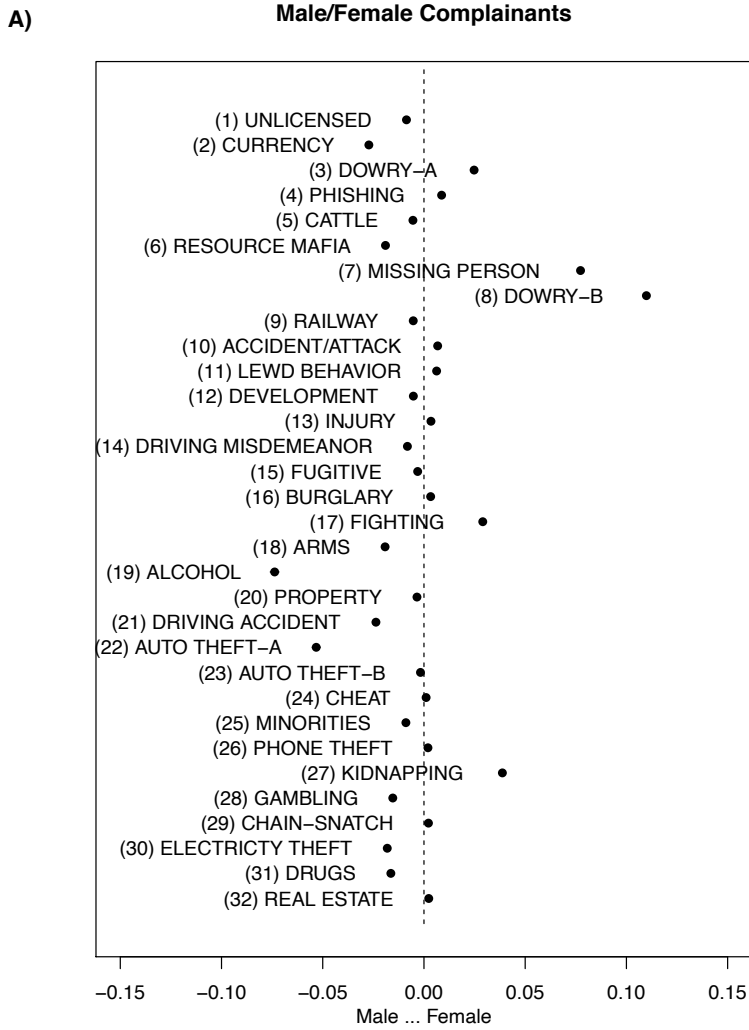 A)
Male/Female Complainants
(1) UNLICENSED
(2) CURRENCY
(3) DOWRY−A
(4) PHISHING
(5) CATTLE
(6) RESOURCE MAFIA
(7) MISSING PERSON
(8) DOWRY−B
(9) RAILWAY
(10) ACCIDENT/ATTACK
(11) LEWD BEHAVIOR
(12) DEVELOPMENT
(13) INJURY
(14) DRIVING MISDEMEANOR
(15) FUGITIVE
(16) BURGLARY
(17) FIGHTING
(18) ARMS
(19) ALCOHOL
(20) PROPERTY
(21) DRIVING ACCIDENT
(22) AUTO THEFT−A
(23) AUTO THEFT−B
(24) CHEAT
(25) MINORITIES
(26) PHONE THEFT
(27) KIDNAPPING
(28) GAMBLING
(29) CHAIN−SNATCH
(30) ELECTRICTY THEFT
(31) DRUGS
(32) REAL ESTATE
−0.15 −0.10 −0.05 0.00 0.05 0.10 0.15
Male ... Female